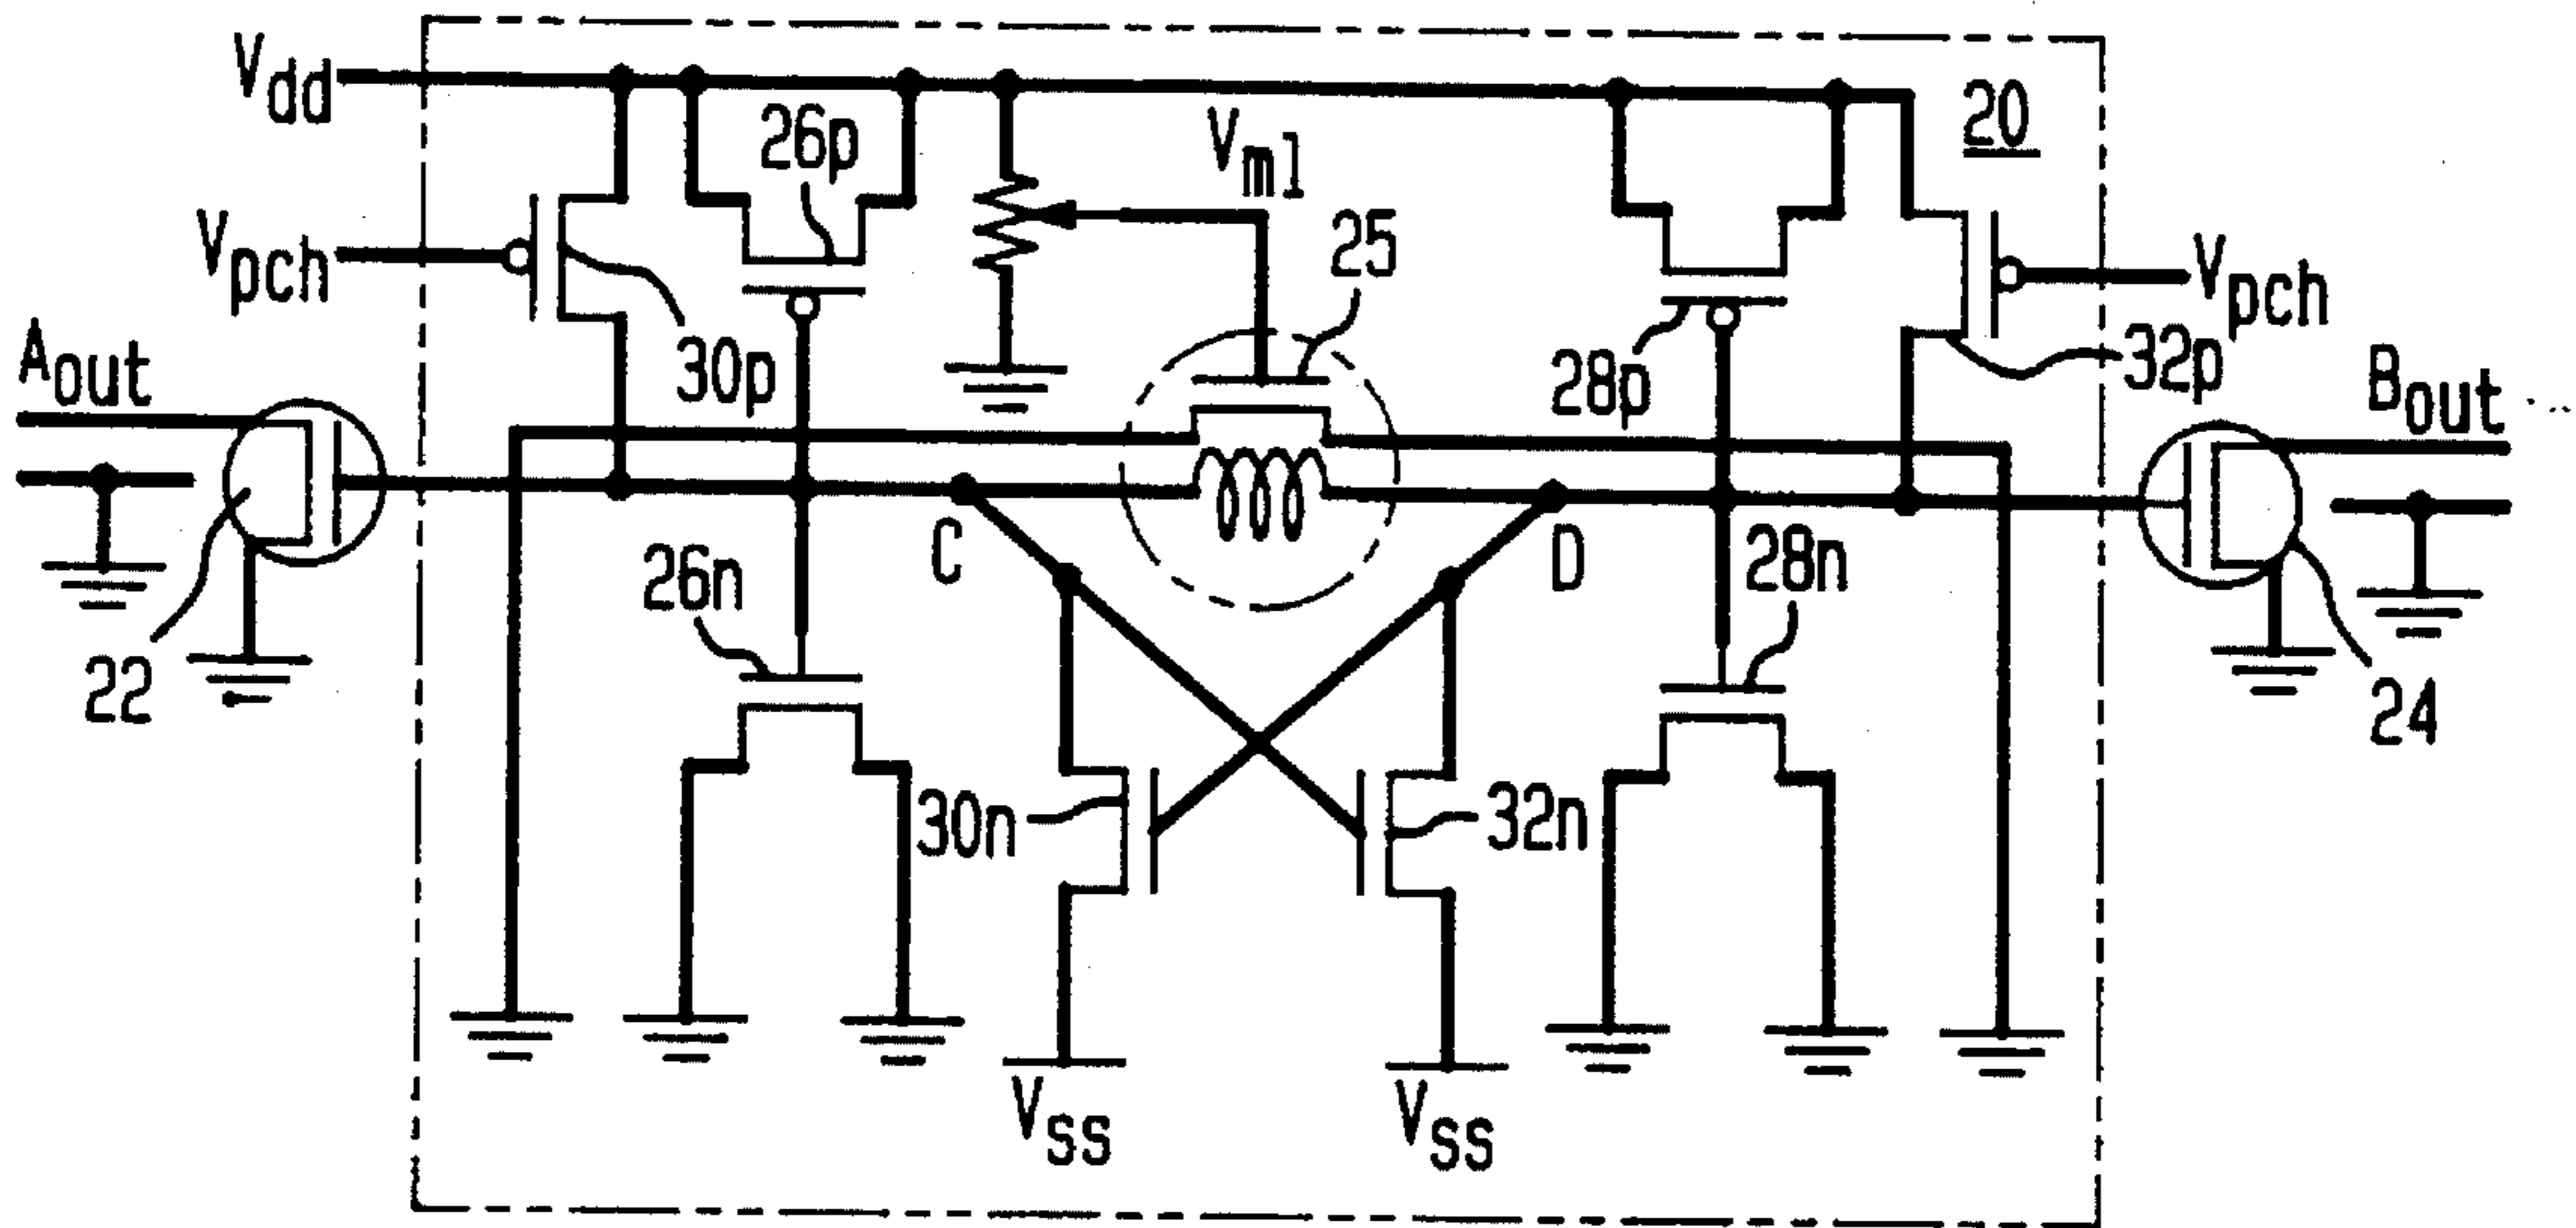 Vdd
26p
Vml
20
25
Vpch
Vpch
Aout
30p
28p
32p
Bout
C
D
26n
28n
22
24
30n
32n
Vss
Vss